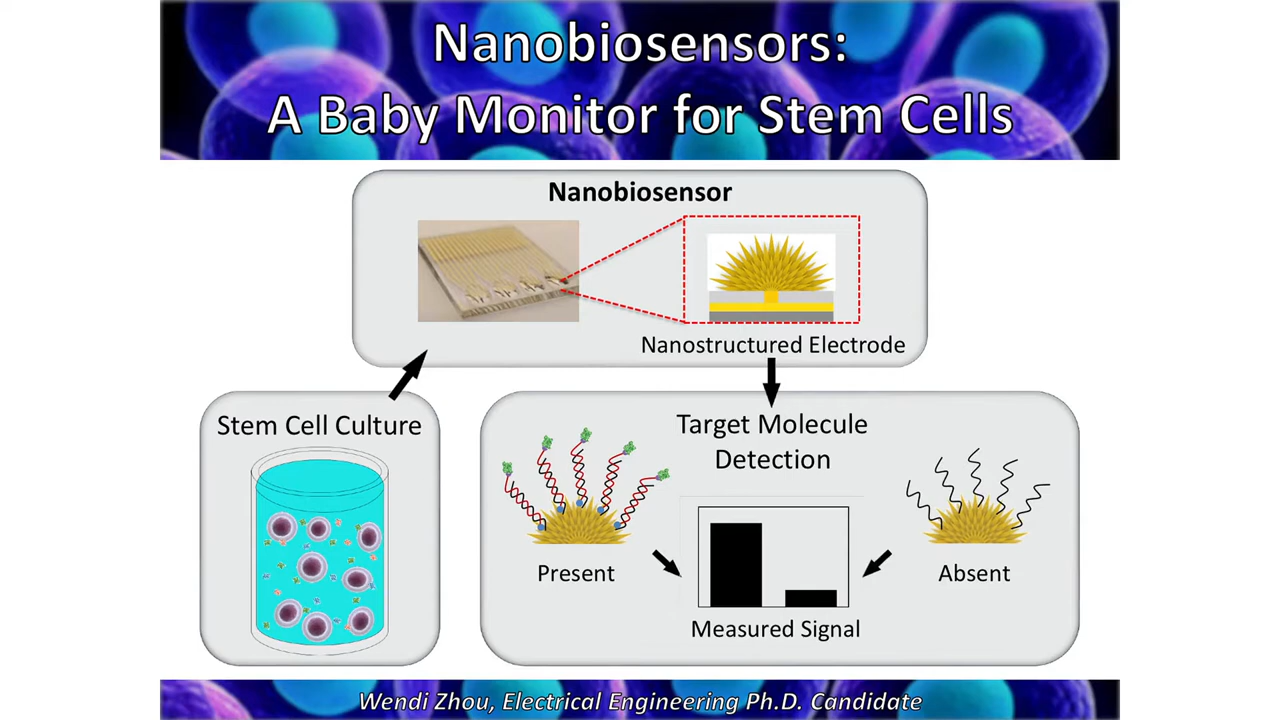 Nanobiosensors:
A Baby Monitor for Stem Cells
Nanobiosensor
Nanostructured Electrode
Stem Cell Culture
Target Molecule
Detection
Present
Absent
Measured Signal
Wendi Zhou, Electrical Engineering Ph.D. Candidate